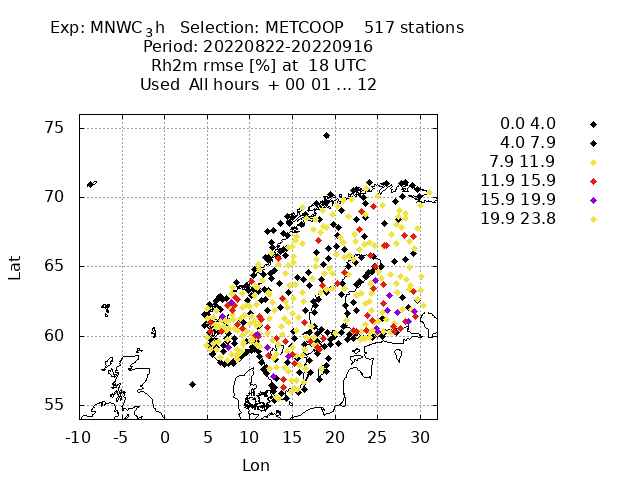 Exp: MNWC3h   Selection: METCOOP    517 stations
Period: 20220822-20220916
Rh2m rmse [%] at  18 UTC
Used  All hours  + 00 01 ... 12
0.0 4.0
4.0 7.9
7.9 11.9
11.9 15.9
15.9 19.9
19.9 23.8
75
70
65
60
55
Lat
-10 -5 0 5 10 15 20 25 30
Lon